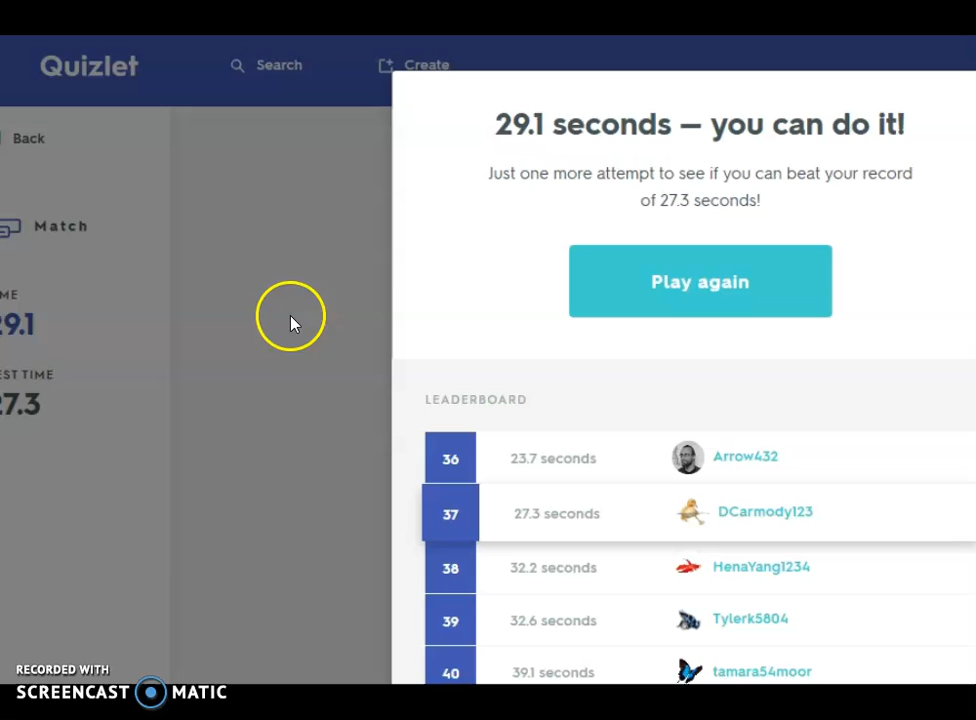 Quizlet
Search
Create
Back
Match
ME
29.1
EST TIME
27.3
29.1 seconds — you can do it!
Just one more attempt to see if you can beat your record
of 27.3 seconds!
Play again
LEADERBOARD
36 23.7 seconds Arrow432
37 27.3 seconds DCarmody123
38 32.2 seconds HenaYang1234
39 32.6 seconds Tylerk5804
40 39.1 seconds tamara54moor
RECORDED WITH
SCREENCAST MATIC